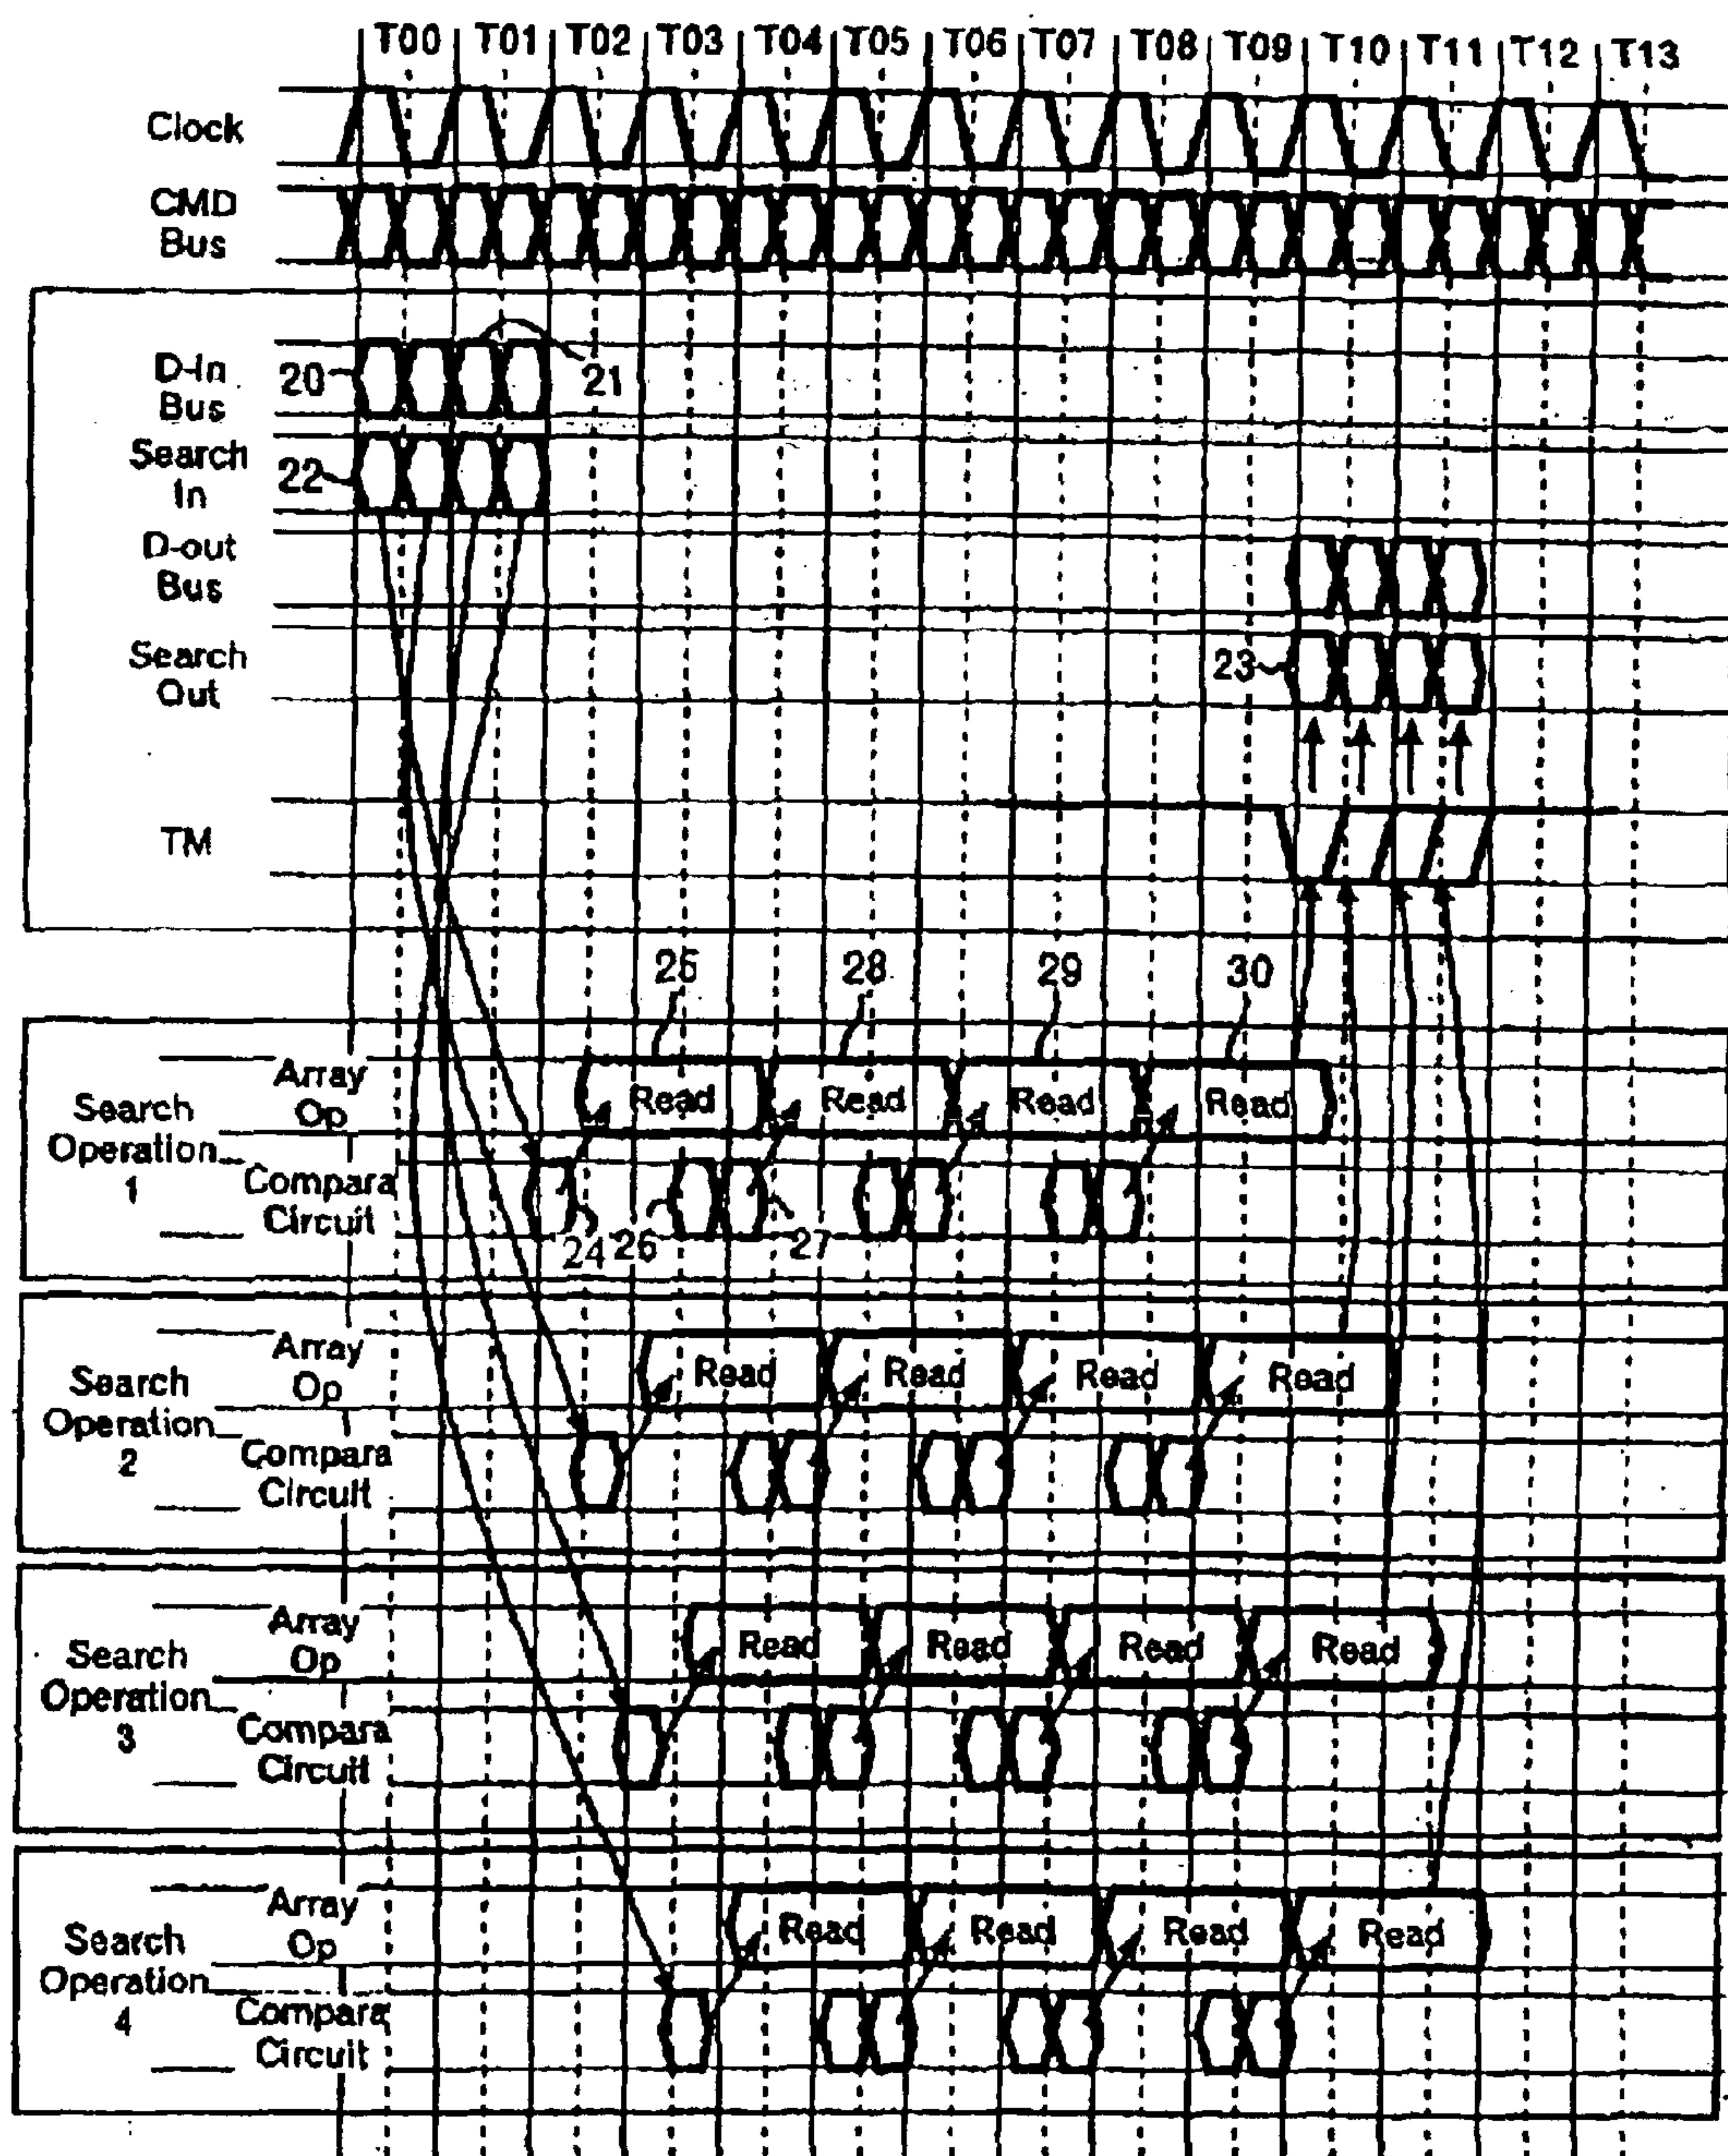 T00 T01 T02 T03 T04 T05 T06 T07 T08 T09 T10 T11 T12 T13
Clock
CMD
Bus
D-In
Bus
20
21
Search
In
22
D-out
Bus
Search
Out
23
TM
25 28 29 30
Search
Operation
1
Array
Op
Read Read Read Read
Compara
Circuit
24 26 27
Search
Operation
2
Array
Op
Read Read Read Read
Compara
Circuit
Search
Operation
3
Array
Op
Read Read Read Read
Compara
Circuit
Search
Operation
4
Array
Op
Read Read Read Read
Compara
Circuit